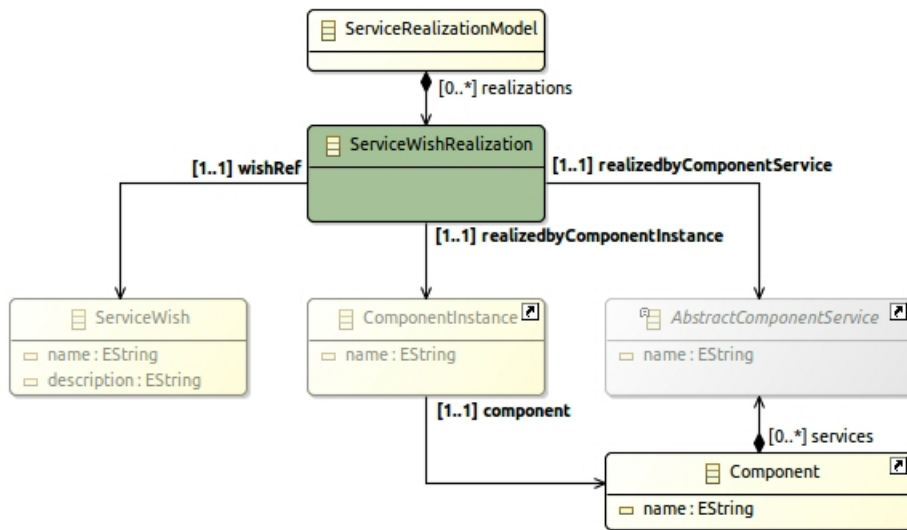 ServiceRealizationModel
[0..*] realizations
ServiceWishRealization
[1..1] wishRef
[1..1] realizedbyComponentService
[1..1] realizedbyComponentInstance
ServiceWish
name : EString
description : EString
ComponentInstance
name : EString
AbstractComponentService
name : EString
[1..1] component
[0..*] services
Component
name : EString